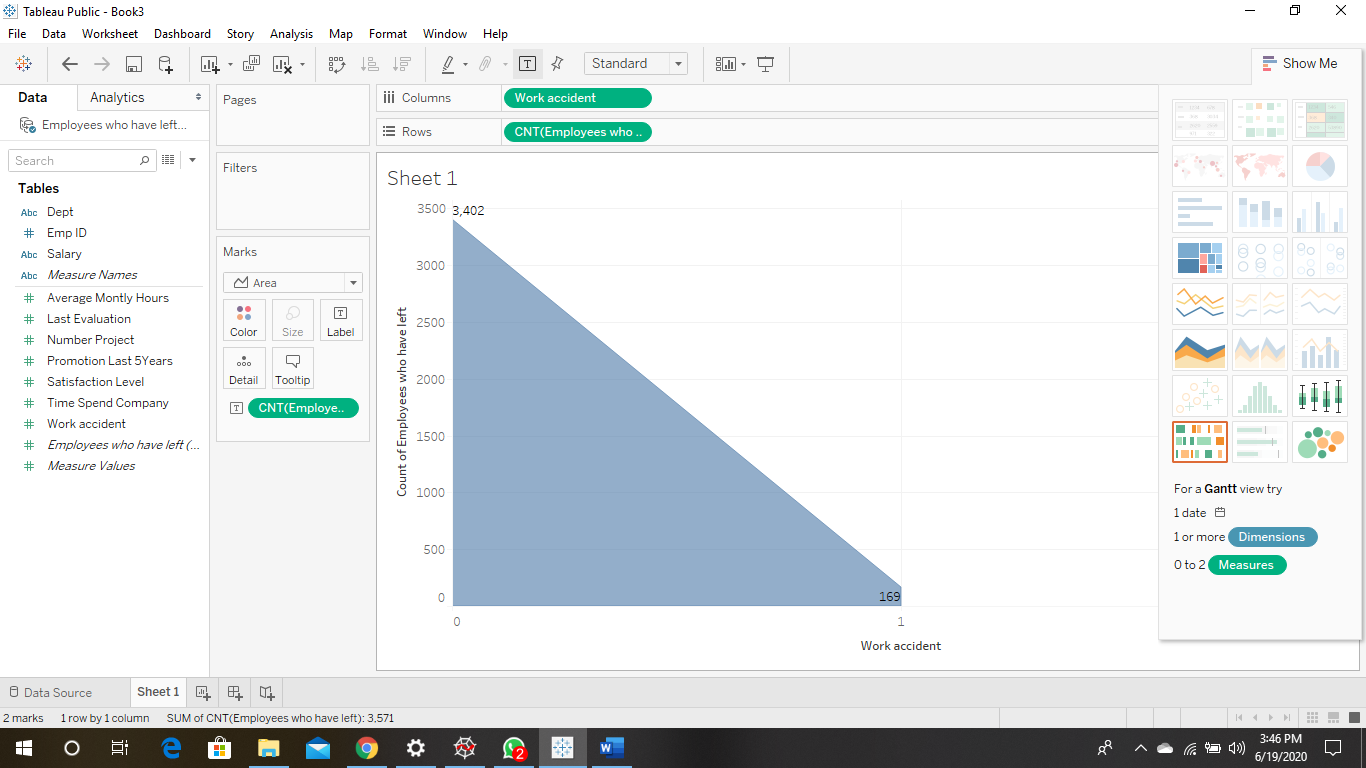 Tableau Public - Book3
File Data Worksheet Dashboard Story Analysis Map Format Window Help
Standard
Show Me
Data Analytics
Employees who have left...
Search
Tables
Abc Dept
# Emp ID
Abc Salary
Abc Measure Names
# Average Montly Hours
# Last Evaluation
# Number Project
# Promotion Last 5Years
# Satisfaction Level
# Time Spend Company
# Work accident
# Employees who have left (...
# Measure Values
Pages
Filters
Marks
Area
Color Size Label
Detail Tooltip
T CNT(Employe..
Columns Work accident
Rows CNT(Employees who ..
Sheet 1
Count of Employees who have left
3500
3000
2500
2000
1500
1000
500
0
3,402
169
0 1
Work accident
For a Gantt view try
1 date
1 or more Dimensions
0 to 2 Measures
Data Source Sheet 1
2 marks 1 row by 1 column SUM of CNT(Employees who have left): 3,571
2
W
3:46 PM
6/19/2020